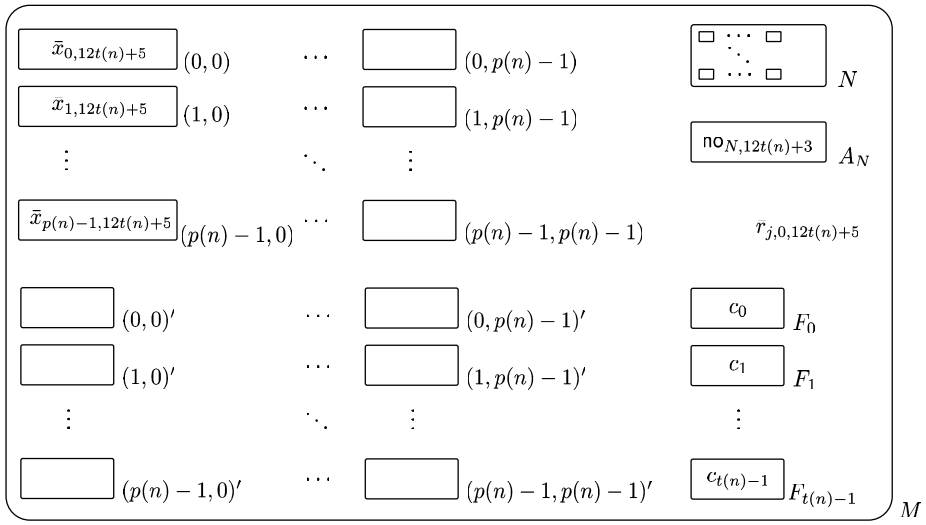 x̄_{0,12t(n)+5} (0, 0) ⋯ (0, p(n) − 1) ⋯ ⋱ ⋯ N
x̄_{1,12t(n)+5} (1, 0) ⋯ (1, p(n) − 1)
⋮ ⋱ ⋮ no_{N,12t(n)+3} A_N
x̄_{p(n)−1,12t(n)+5} (p(n) − 1, 0) ⋯ (p(n) − 1, p(n) − 1) r̄_{j,0,12t(n)+5}
(0, 0)′ ⋯ (0, p(n) − 1)′ c_0 F_0
(1, 0)′ ⋯ (1, p(n) − 1)′ c_1 F_1
⋮ ⋱ ⋮ ⋮
(p(n) − 1, 0)′ ⋯ (p(n) − 1, p(n) − 1)′ c_{t(n)−1} F_{t(n)−1}
M